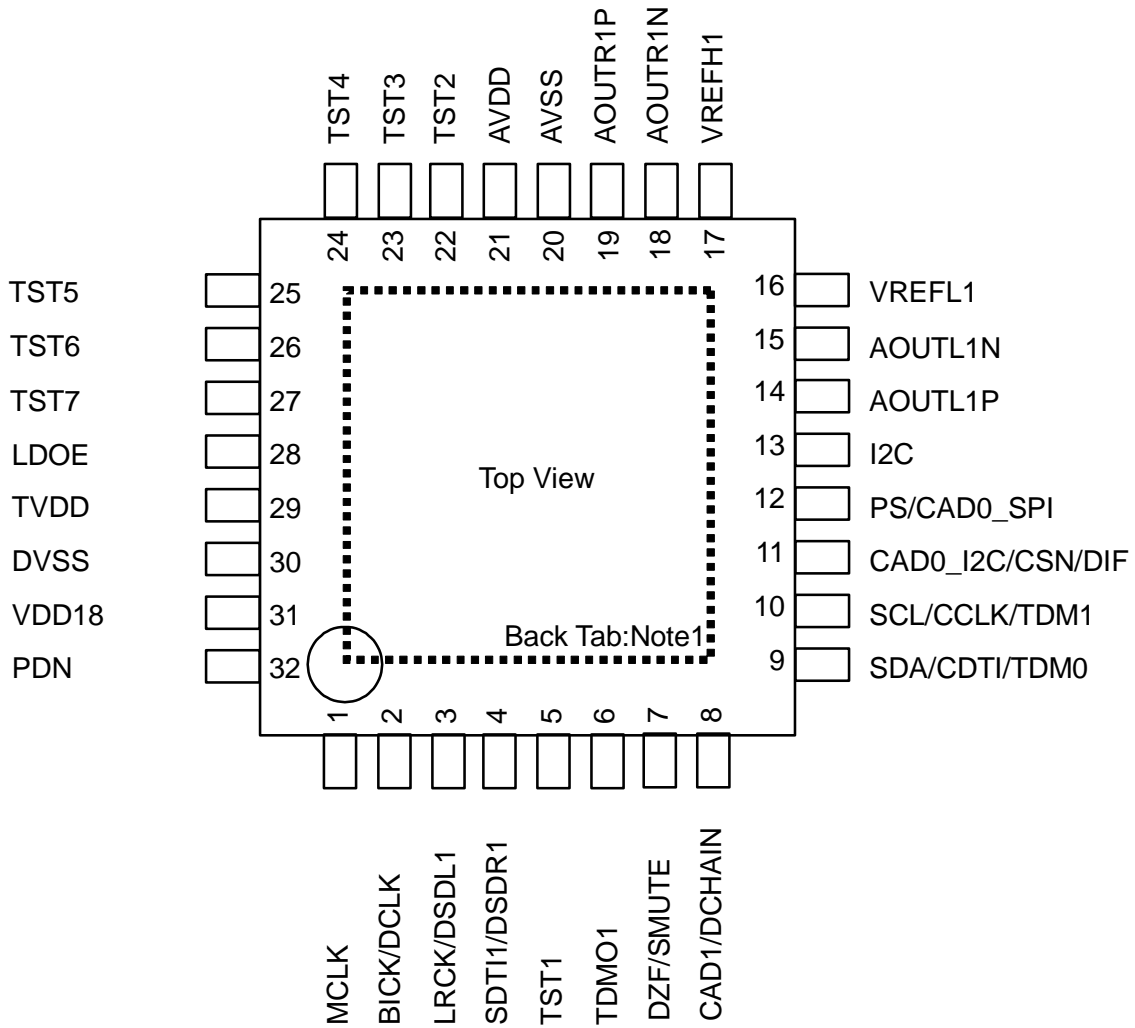 TST4
TST3
TST2
AVDD
AVSS
AOUTR1P
AOUTR1N
VREFH1
24
23
22
21
20
19
18
17
TST5
25
16
VREFL1
TST6
26
15
AOUTL1N
TST7
27
14
AOUTL1P
LDOE
28
13
I2C
Top View
TVDD
29
12
PS/CAD0_SPI
DVSS
30
11
CAD0_I2C/CSN/DIF
VDD18
31
10
SCL/CCLK/TDM1
Back Tab:Note1
PDN
32
9
SDA/CDTI/TDM0
1
2
3
4
5
6
7
8
MCLK
BICK/DCLK
LRCK/DSDL1
SDTI1/DSDR1
TST1
TDMO1
DZF/SMUTE
CAD1/DCHAIN